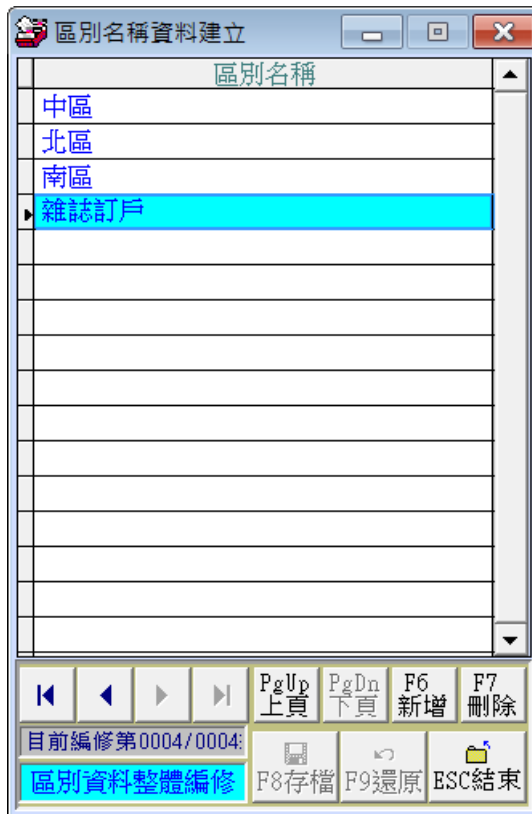 區別名稱資料建立
區別名稱
中區
北區
南區
雜誌訂戶
PgUp
上頁
PgDn
下頁
F6
新增
F7
刪除
目前編修第0004/0004:
區別資料整體編修
F8存檔
F9還原
ESC結束